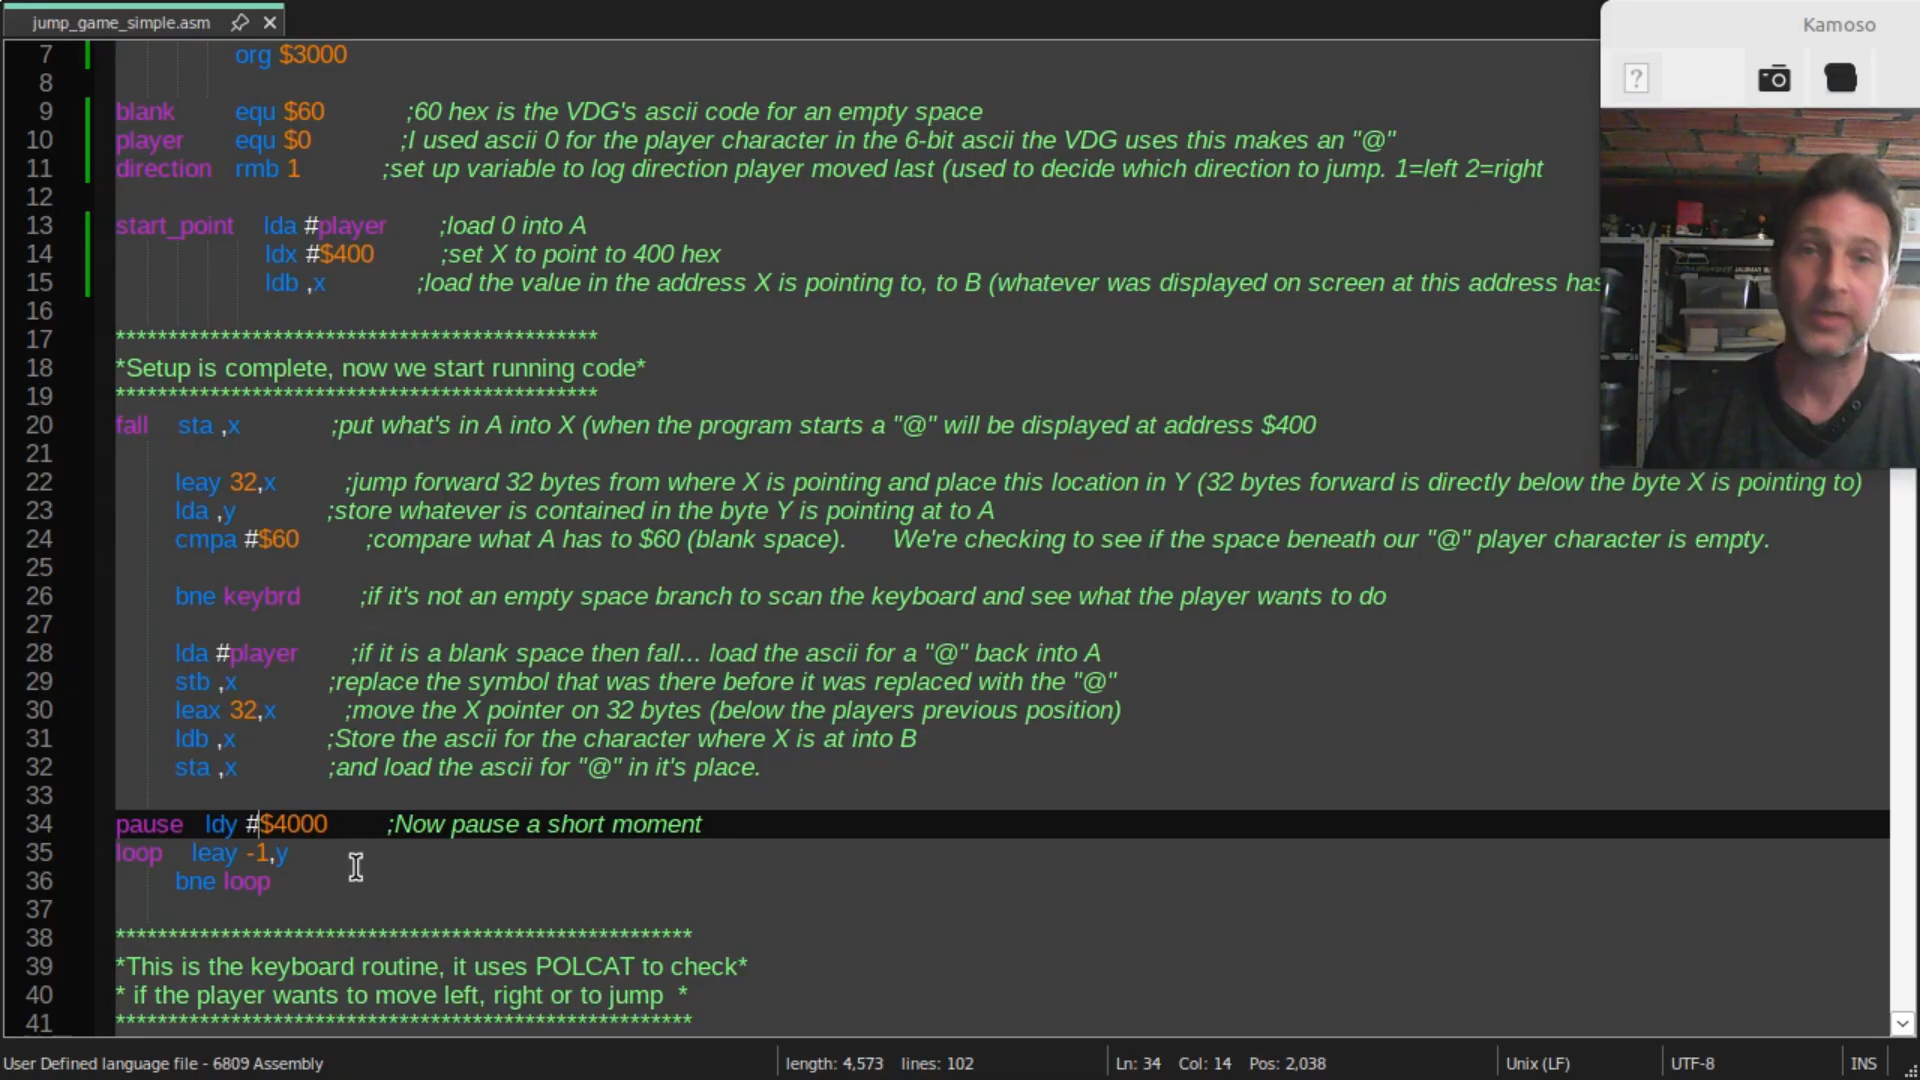 jump_game_simple.asm
Kamoso
?
7 org $3000
8
9 blank equ $60 ;60 hex is the VDG's ascii code for an empty space
10 player equ $0 ;I used ascii 0 for the player character in the 6-bit ascii the VDG uses this makes an "@"
11 direction rmb 1 ;set up variable to log direction player moved last (used to decide which direction to jump. 1=left 2=right
12
13 start_point lda #player ;load 0 into A
14 ldx #$400 ;set X to point to 400 hex
15 ldb ,x ;load the value in the address X is pointing to, to B (whatever was displayed on screen at this address has
16
17 *******************************************
18 *Setup is complete, now we start running code*
19 *******************************************
20 fall sta ,x ;put what's in A into X (when the program starts a "@" will be displayed at address $400
21
22 leay 32,x ;jump forward 32 bytes from where X is pointing and place this location in Y (32 bytes forward is directly below the byte X is pointing to)
23 lda ,y ;store whatever is contained in the byte Y is pointing at to A
24 cmpa #$60 ;compare what A has to $60 (blank space). We're checking to see if the space beneath our "@" player character is empty.
25
26 bne keybrd ;if it's not an empty space branch to scan the keyboard and see what the player wants to do
27
28 lda #player ;if it is a blank space then fall... load the ascii for a "@" back into A
29 stb ,x ;replace the symbol that was there before it was replaced with the "@"
30 leax 32,x ;move the X pointer on 32 bytes (below the players previous position)
31 ldb ,x ;Store the ascii for the character where X is at into B
32 sta ,x ;and load the ascii for "@" in it's place.
33
34 pause ldy #$4000 ;Now pause a short moment
35 loop leay -1,y
36 bne loop
37
38 ***************************************************
39 *This is the keyboard routine, it uses POLCAT to check*
40 * if the player wants to move left, right or to jump *
41 ***************************************************
User Defined language file - 6809 Assembly length: 4,573 lines: 102 Ln: 34 Col: 14 Pos: 2,038 Unix (LF) UTF-8 INS